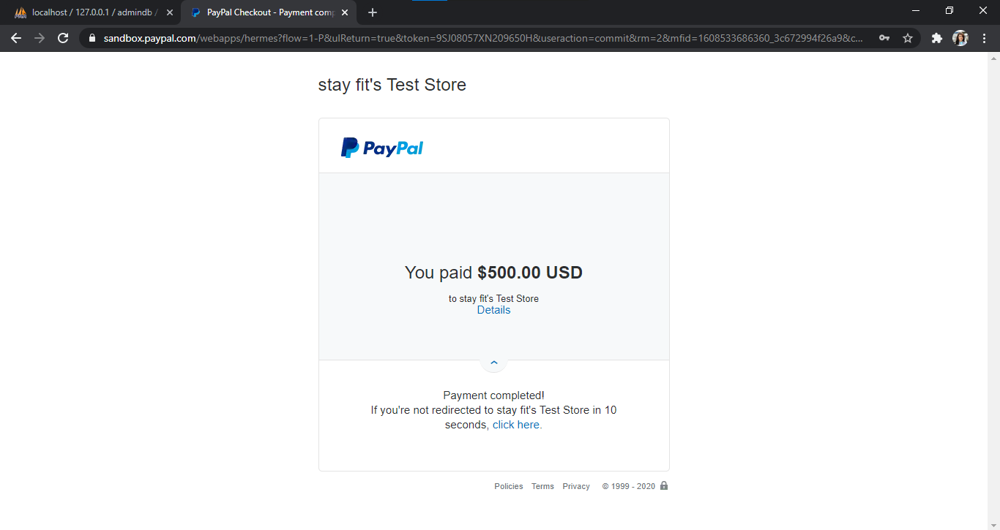 localhost / 127.0.0.1 / admindb /
PayPal Checkout - Payment comp
sandbox.paypal.com/webapps/hermes?flow=1-P&ulReturn=true&token=9SJ08057XN209650H&useraction=commit&rm=2&mfid=1608533686360_3c672994f26a9&c...
stay fit's Test Store
PayPal
You paid $500.00 USD
to stay fit's Test Store
Details
Payment completed!
If you're not redirected to stay fit's Test Store in 10
seconds, click here.
Policies Terms Privacy © 1999 - 2020